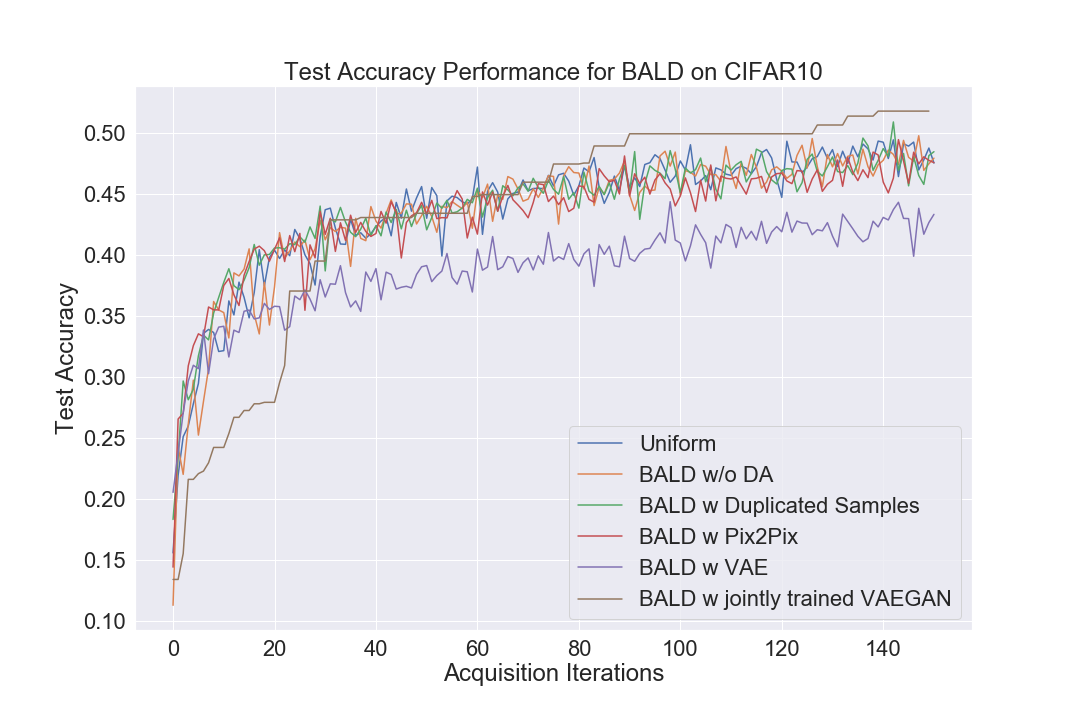 Test Accuracy Performance for BALD on CIFAR10
0.50
0.45
0.40
0.35
0.30
0.25
0.20
0.15
0.10
Test Accuracy
Uniform
BALD w/o DA
BALD w Duplicated Samples
BALD w Pix2Pix
BALD w VAE
BALD w jointly trained VAEGAN
0 20 40 60 80 100 120 140
Acquisition Iterations